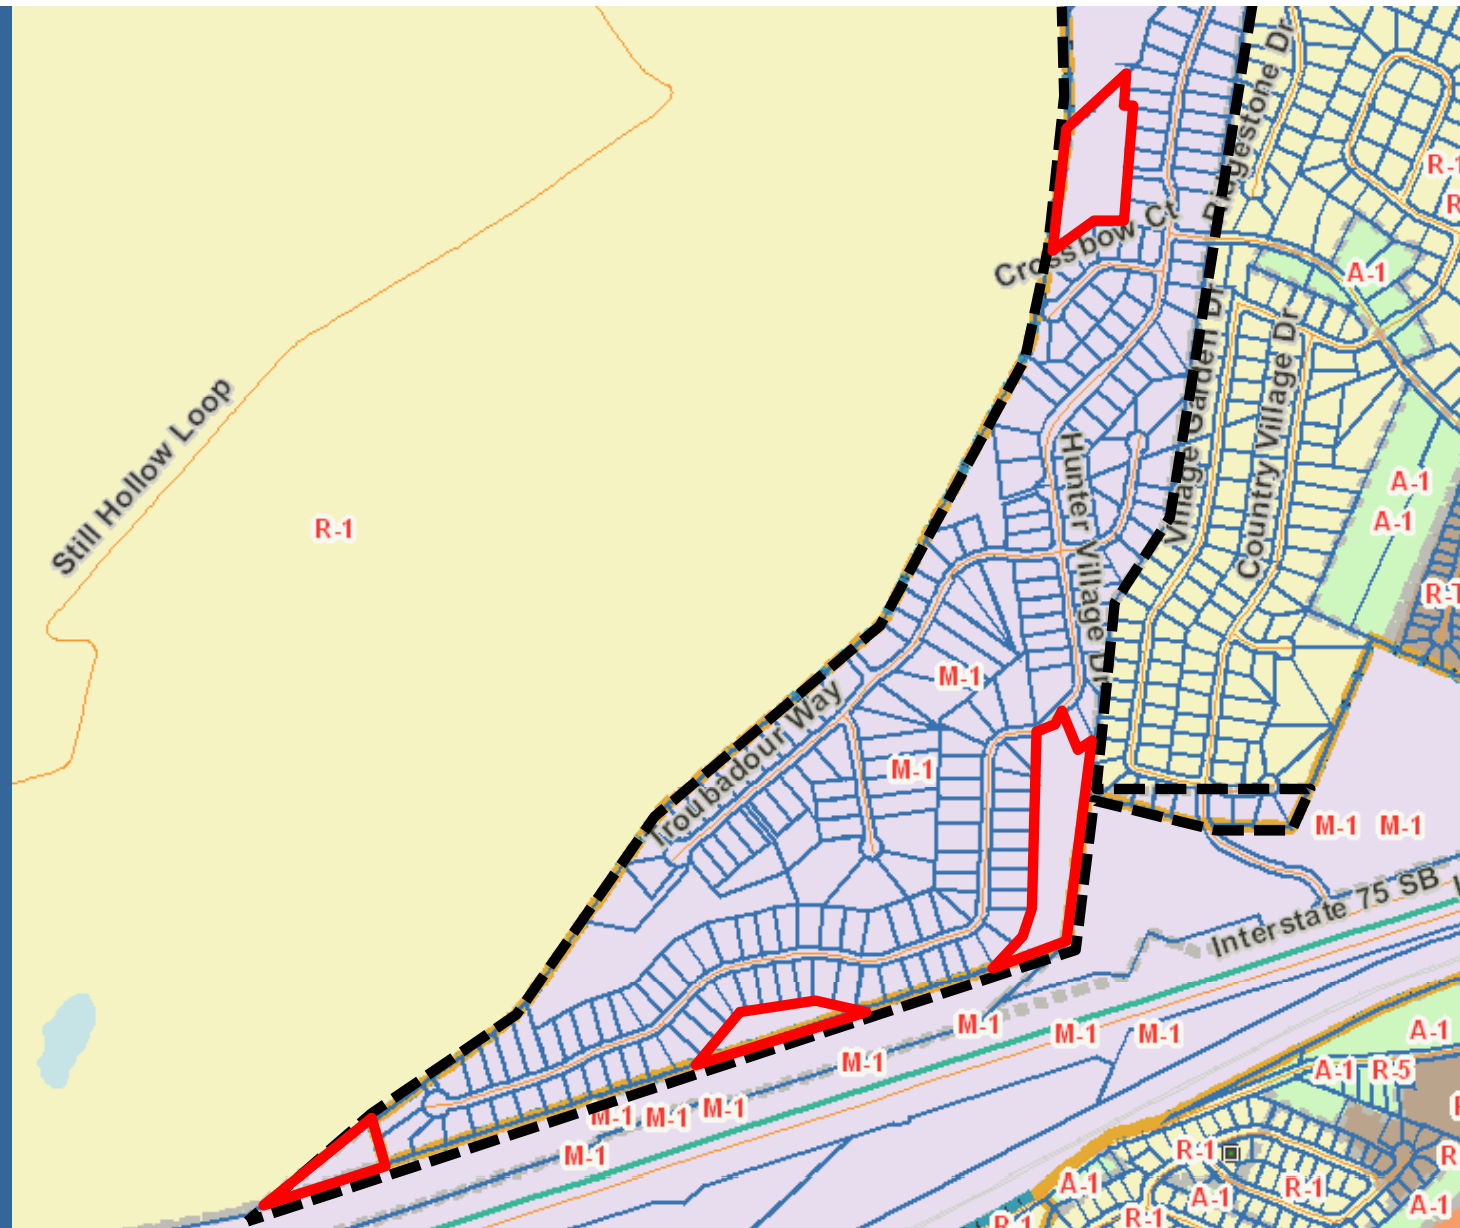 Ridgestone Dr
R-1
R
Crossbow Ct
A-1
Village Garden Dr
Country Village Dr
Still Hollow Loop
Hunter Village Dr
A-1
A-1
R-1
R-T
M-1
Troubadour Way
M-1
M-1
M-1
Interstate 75 SB
M-1
M-1
M-1
A-1
M-1
A-1
R-5
M-1
M-1
M-1
R-1
M-1
R
A-1
A-1
R-1
A-1
R-1
R-1